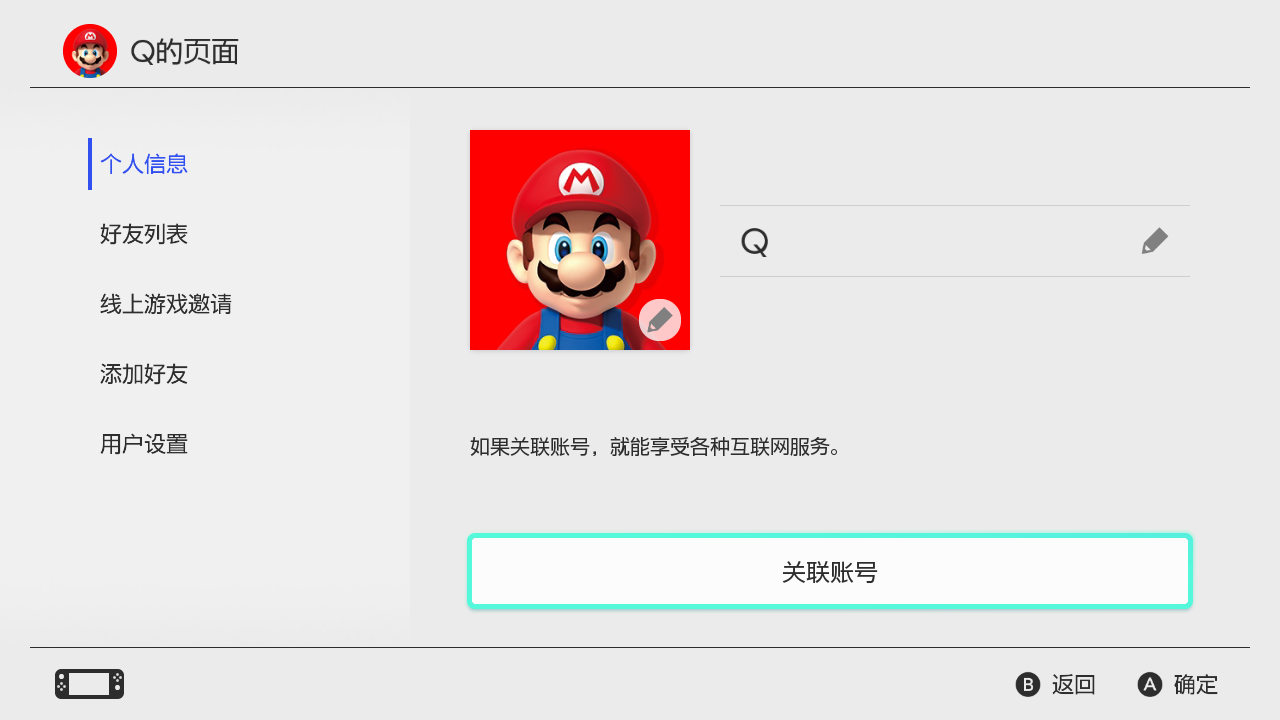 Q的页面
个人信息
好友列表
线上游戏邀请
添加好友
用户设置
M
Q
如果关联账号，就能享受各种互联网服务。
关联账号
B 返回
A 确定